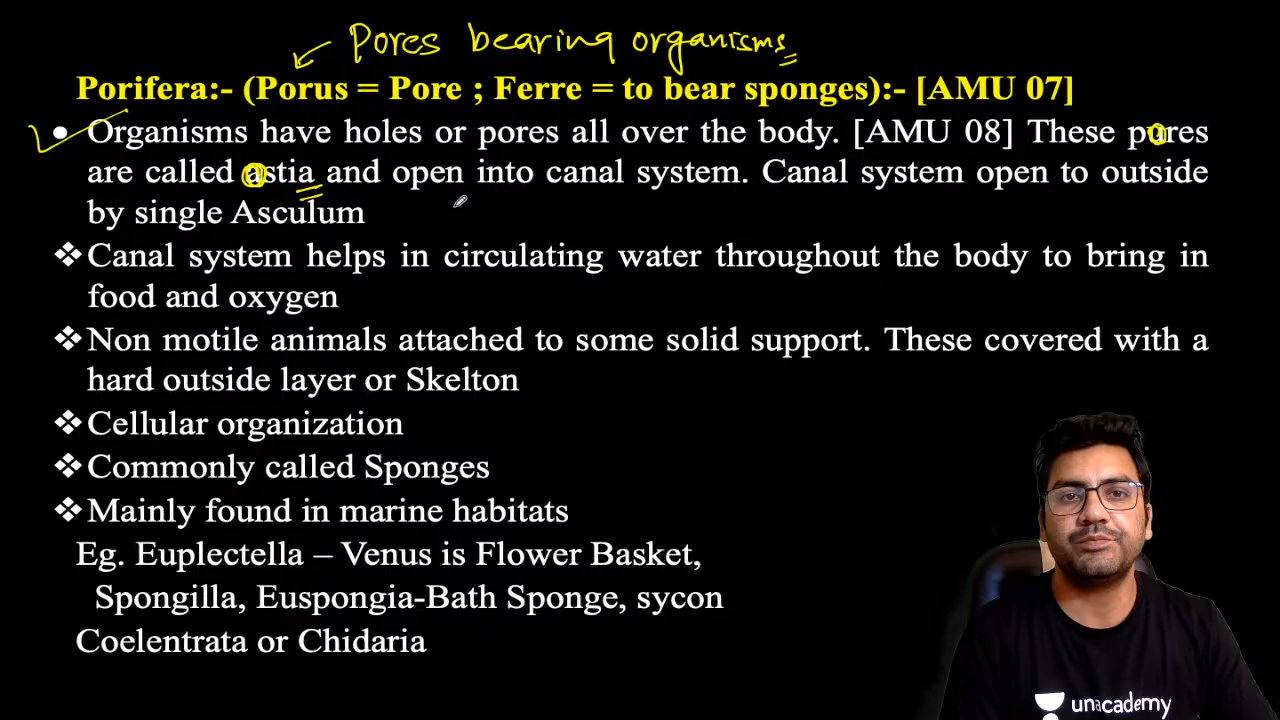 Pores bearing organisms
Porifera:- (Porus = Pore ; Ferre = to bear sponges):- [AMU 07]
• Organisms have holes or pores all over the body. [AMU 08] These pores
are called ostia and open into canal system. Canal system open to outside
by single Asculum
❖ Canal system helps in circulating water throughout the body to bring in
food and oxygen
❖ Non motile animals attached to some solid support. These covered with a
hard outside layer or Skelton
❖ Cellular organization
❖ Commonly called Sponges
❖ Mainly found in marine habitats
Eg. Euplectella – Venus is Flower Basket,
Spongilla, Euspongia-Bath Sponge, sycon
Coelentrata or Chidaria
unacademy